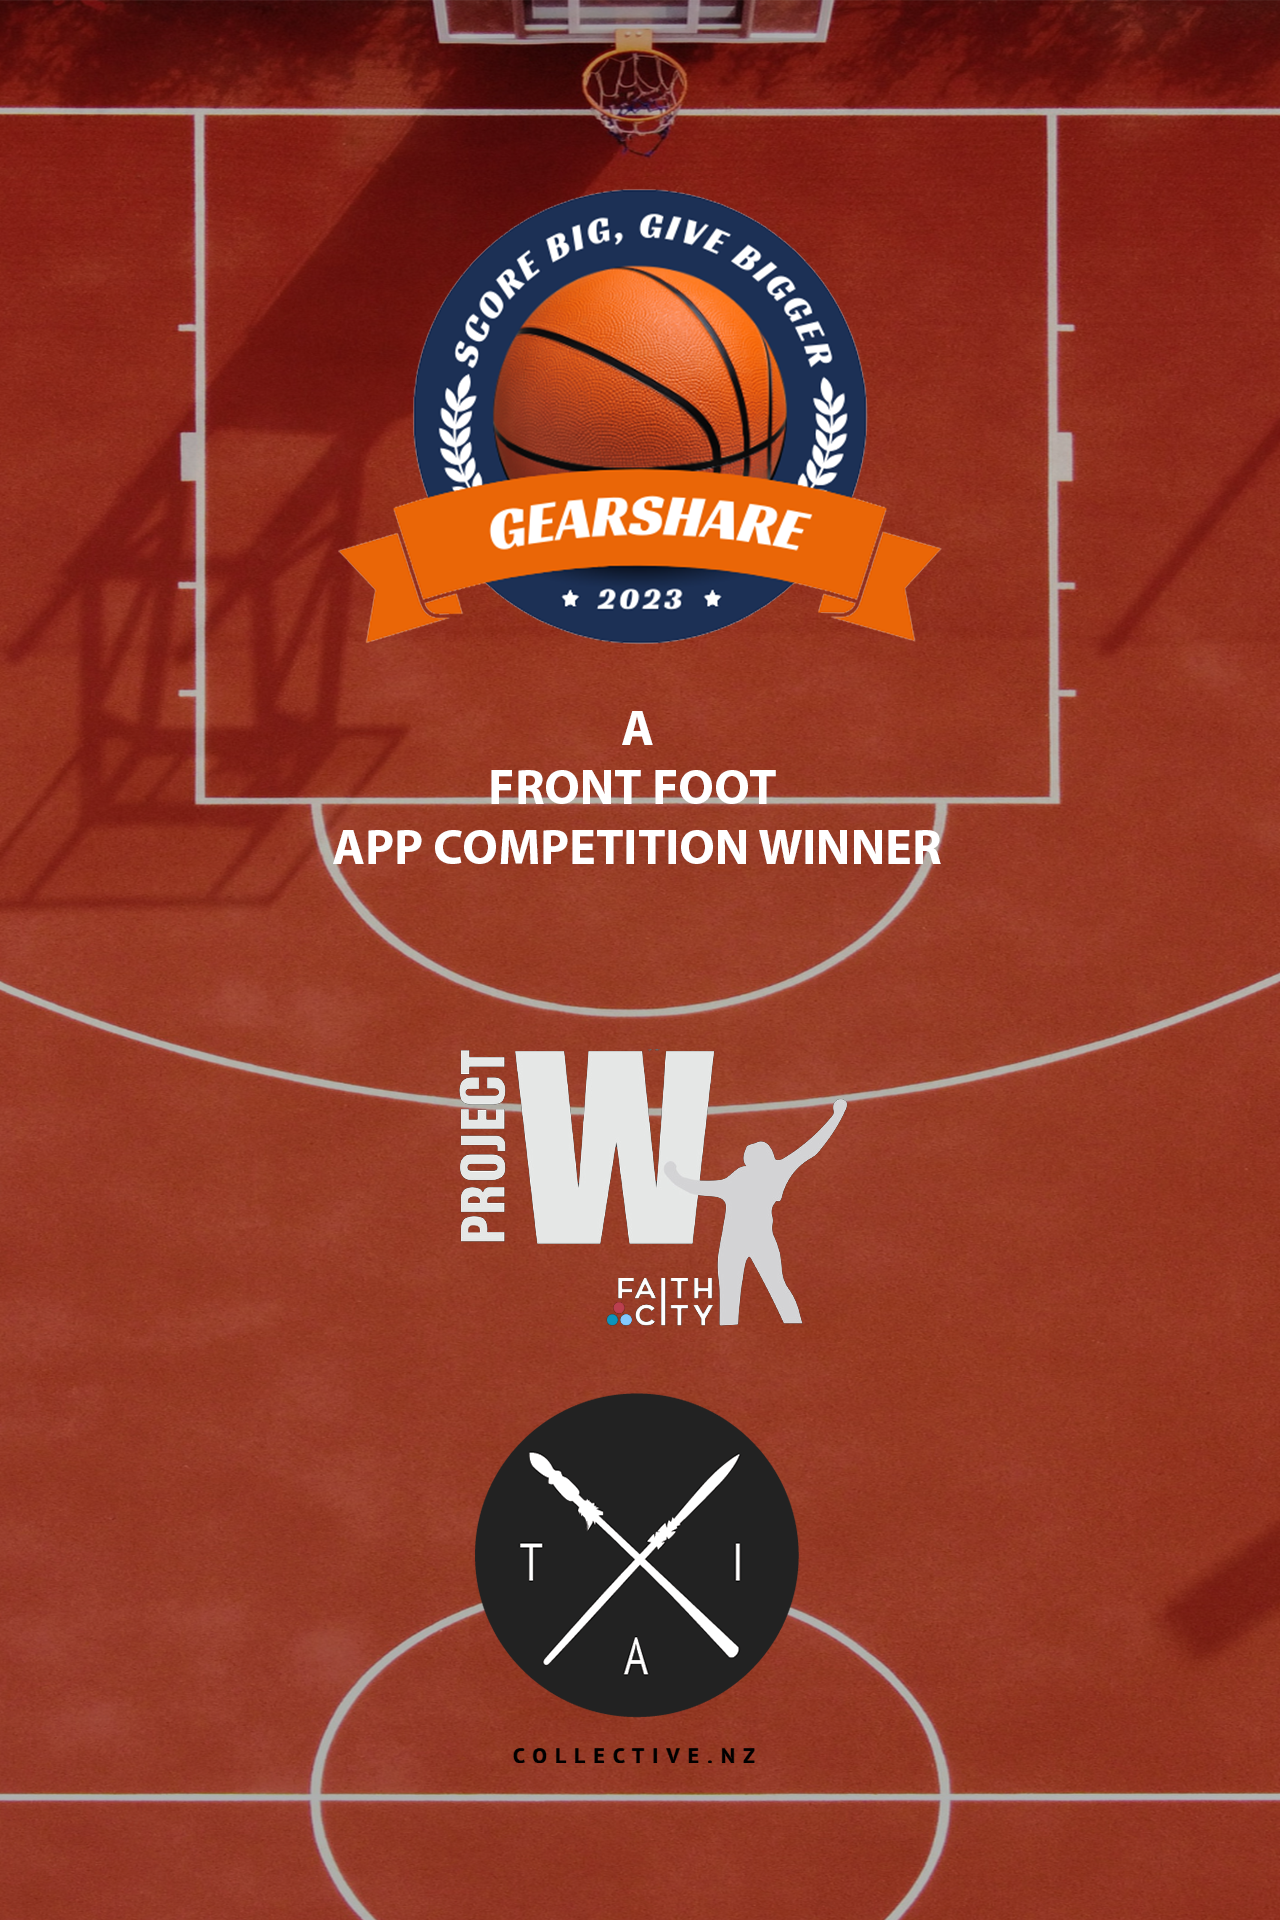 SCORE BIG, GIVE BIGGER
GEARSHARE
2023
A
FRONT FOOT
APP COMPETITION WINNER
PROJECT
W
FAITH
CITY
T I
A
COLLECTIVE.NZ